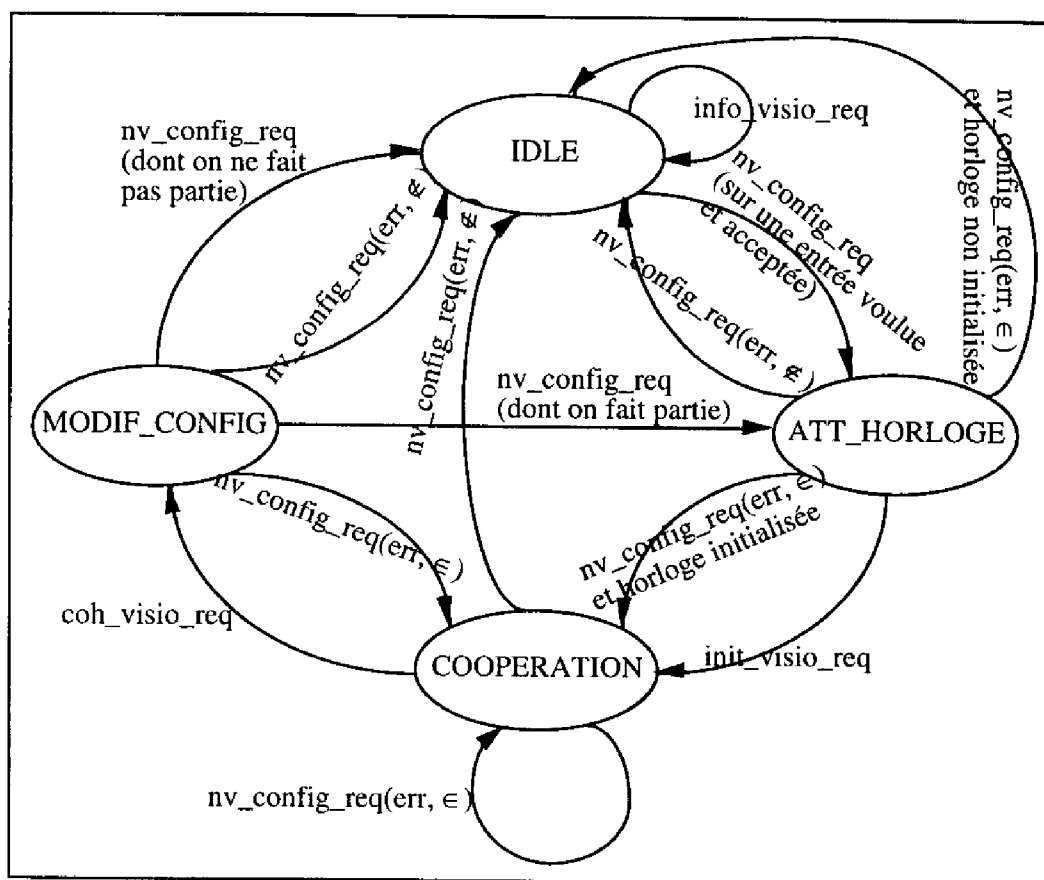 info_visio_req
nv_config_req
(dont on ne fait
pas partie)
IDLE
nv_config_req(err, ∈)
et horloge non initialisée
nv_config_req
(sur une entrée voulue
et acceptée)
nv_config_req(err, ∉)
nv_config_req(err, ∉)
nv_config_req(err, ∉)
nv_config_req
(dont on fait partie)
MODIF_CONFIG
ATT_HORLOGE
nv_config_req(err, ∈)
nv_config_req(err, ∈)
et horloge initialisée
coh_visio_req
init_visio_req
COOPERATION
nv_config_req(err, ∈)